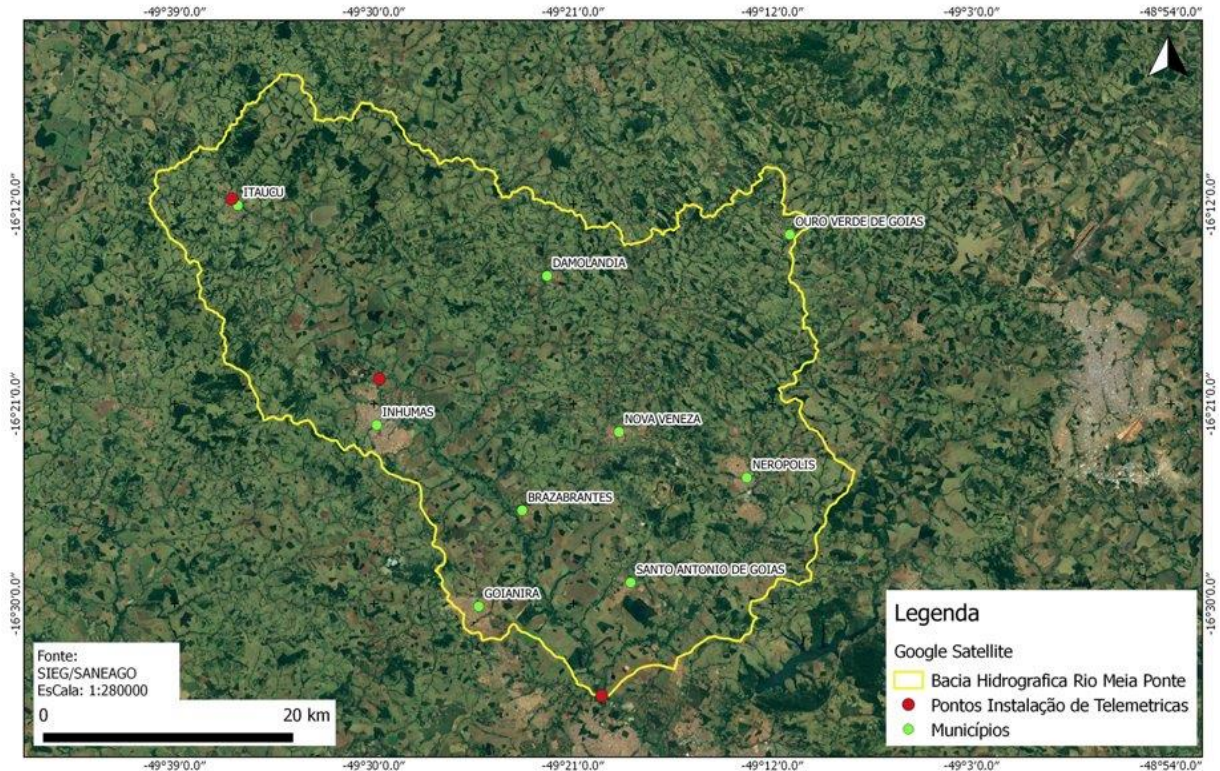 -49°39'0.0" -49°30'0.0" -49°21'0.0" -49°12'0.0" -49°3'0.0" -48°54'0.0"
-16°12'0.0" -16°12'0.0"
ITAUCU
OURO VERDE DE GOIAS
DAMOLANDIA
-16°21'0.0" -16°21'0.0"
INHUMAS
NOVA VENEZA
NEROPOLIS
BRAZABRANTES
SANTO ANTONIO DE GOIAS
GOIANIRA
-16°30'0.0" -16°30'0.0"
Fonte:
SIEG/SANEAGO
EsCala: 1:280000
0 20 km
Legenda
Google Satellite
Bacia Hidrografica Rio Meia Ponte
Pontos Instalação de Telemetricas
Municípios
-49°39'0.0" -49°30'0.0" -49°21'0.0" -49°12'0.0" -49°3'0.0" -48°54'0.0"